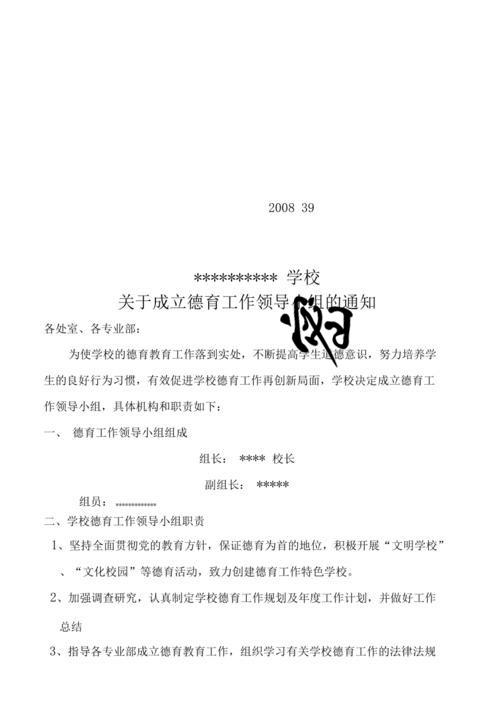 2008 39
********** 学校
关于成立德育工作领导小组的通知
各处室、各专业部：
为使学校的德育教育工作落到实处，不断提高学生道德意识，努力培养学
生的良好行为习惯，有效促进学校德育工作再创新局面，学校决定成立德育工
作领导小组，具体机构和职责如下：
一、 德育工作领导小组组成
组长： **** 校长
副组长： *****
组员： *************
二、学校德育工作领导小组职责
1、坚持全面贯彻党的教育方针，保证德育为首的地位，积极开展“文明学校”
、“文化校园”等德育活动，致力创建德育工作特色学校。
2、加强调查研究，认真制定学校德育工作规划及年度工作计划，并做好工作
总结
3、指导各专业部成立德育教育工作，组织学习有关学校德育工作的法律法规